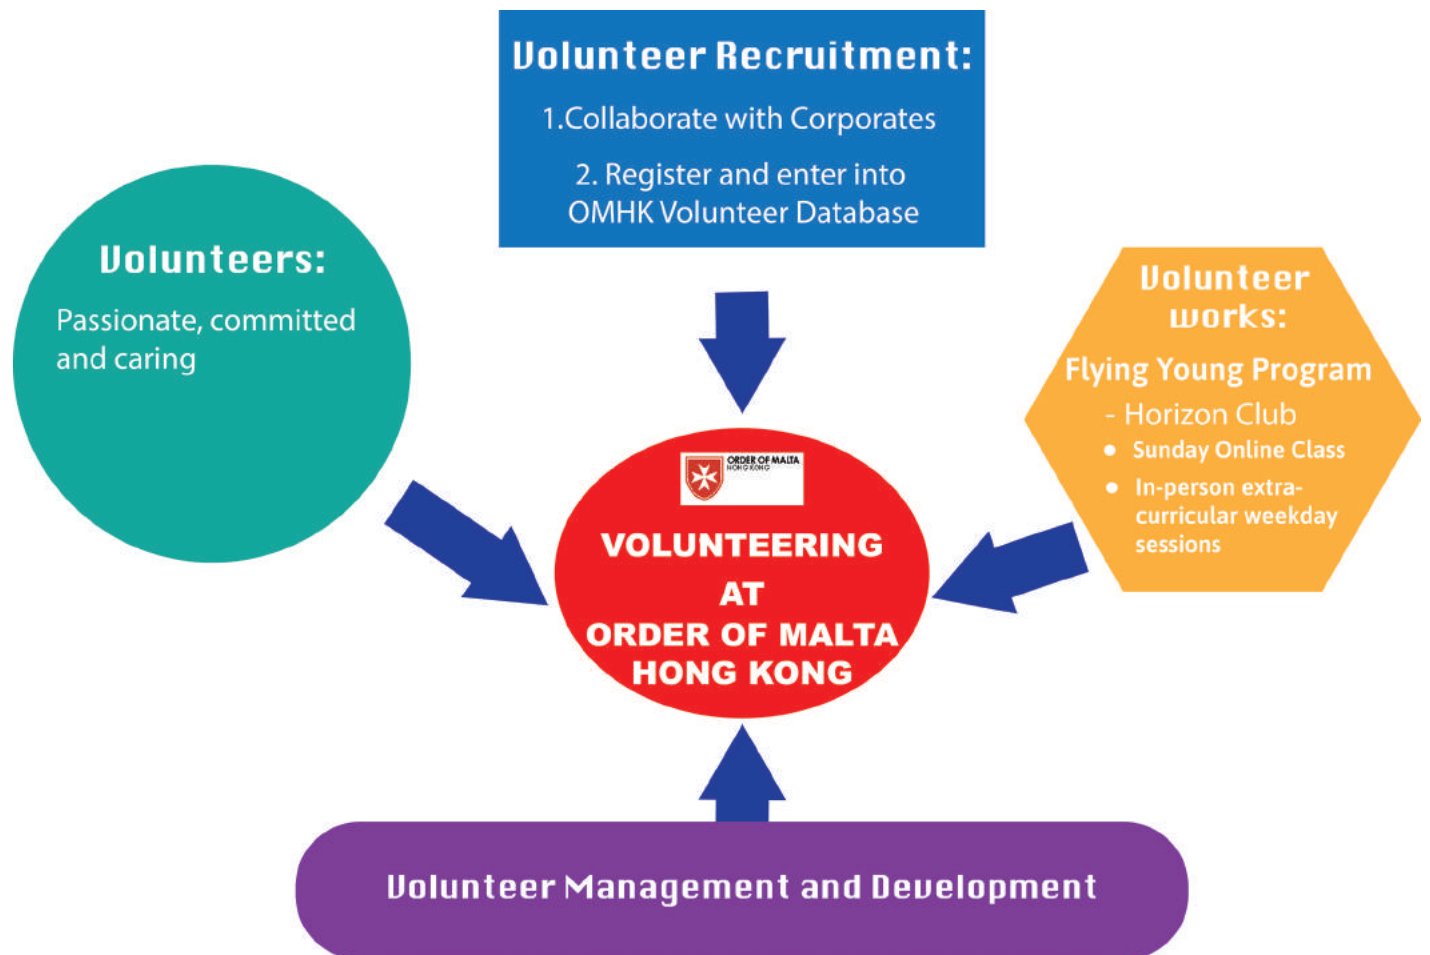 Volunteer Recruitment:
1.Collaborate with Corporates
2. Register and enter into
OMHK Volunteer Database
Volunteers:
Passionate, committed
and caring
Volunteer
works:
Flying Young Program
- Horizon Club
• Sunday Online Class
• In-person extra-
curricular weekday
sessions
ORDER OF MALTA
HONG KONG
VOLUNTEERING
AT
ORDER OF MALTA
HONG KONG
Volunteer Management and Development